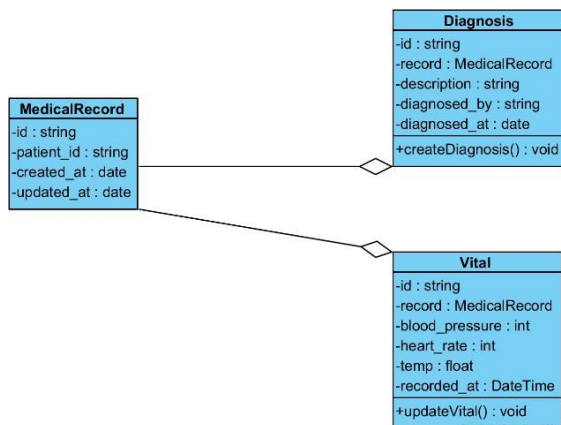 MedicalRecord
-id : string
-patient_id : string
-created_at : date
-updated_at : date
Diagnosis
-id : string
-record : MedicalRecord
-description : string
-diagnosed_by : string
-diagnosed_at : date
+createDiagnosis() : void
Vital
-id : string
-record : MedicalRecord
-blood_pressure : int
-heart_rate : int
-temp : float
-recorded_at : DateTime
+updateVital() : void